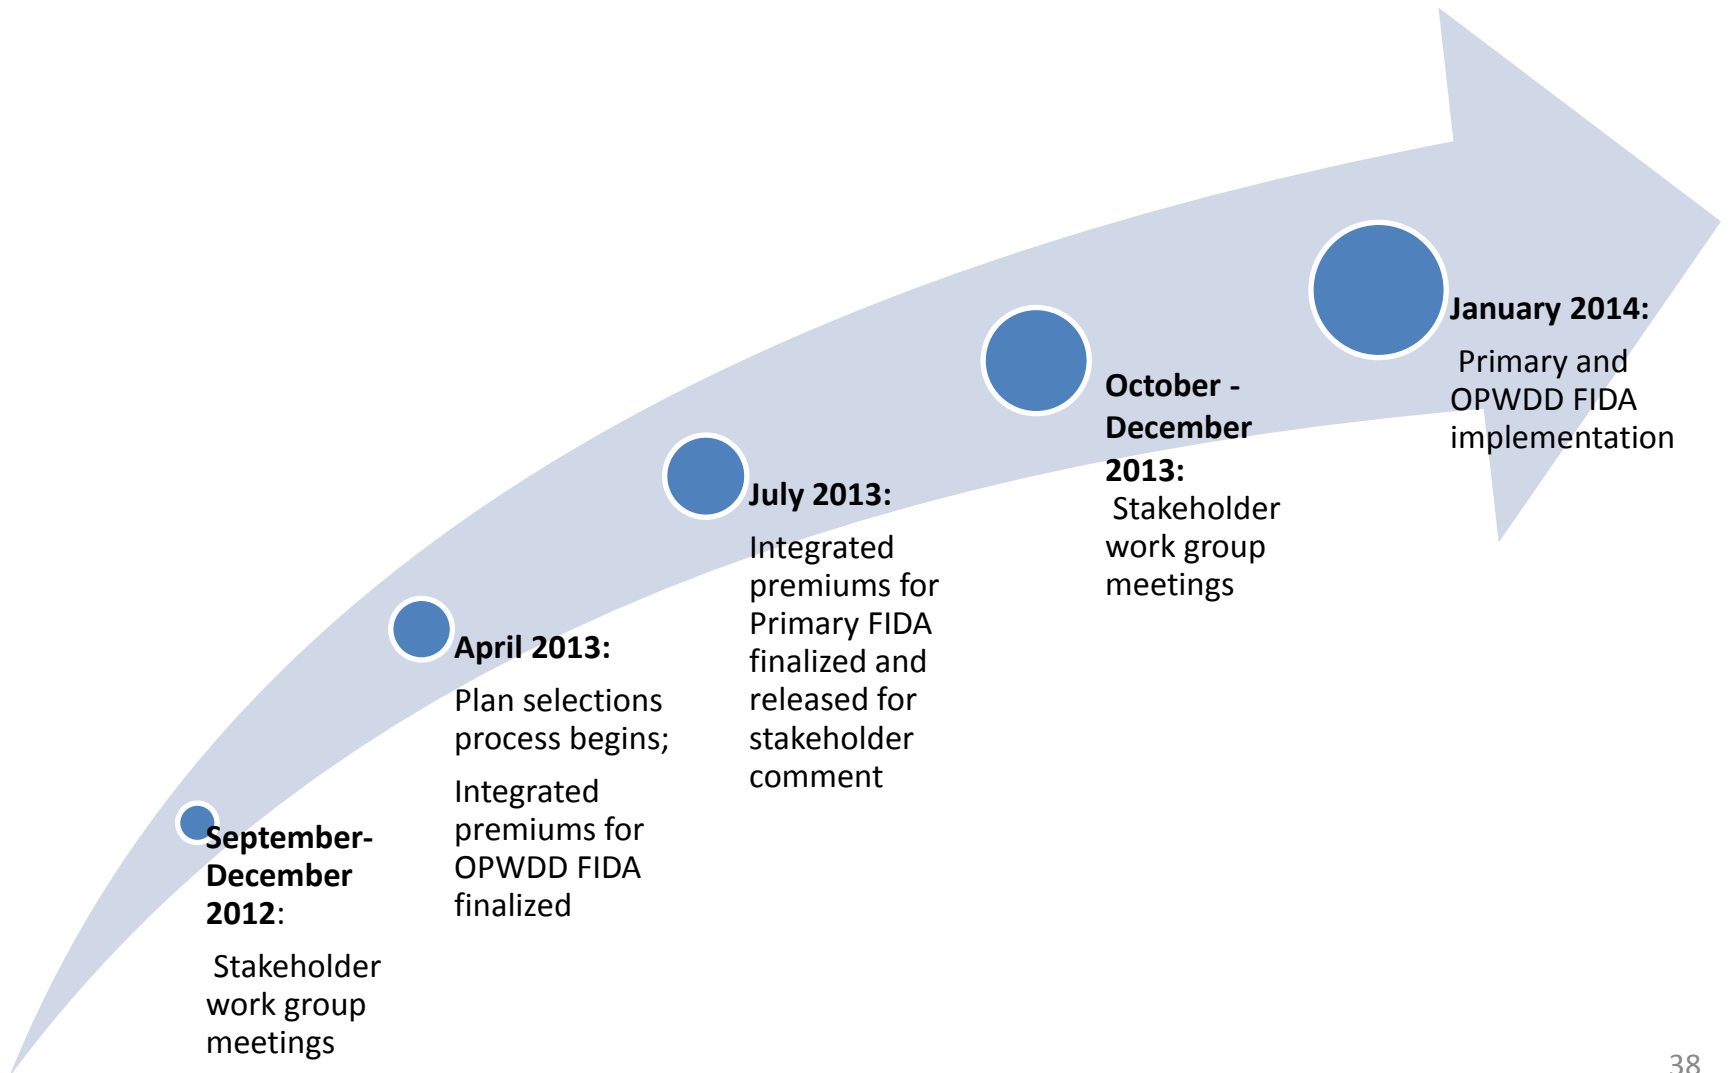 September-
December
2012:
Stakeholder
work group
meetings
April 2013:
Plan selections
process begins;
Integrated
premiums for
OPWDD FIDA
finalized
July 2013:
Integrated
premiums for
Primary FIDA
finalized and
released for
stakeholder
comment
October -
December
2013:
Stakeholder
work group
meetings
January 2014:
Primary and
OPWDD FIDA
implementation
38